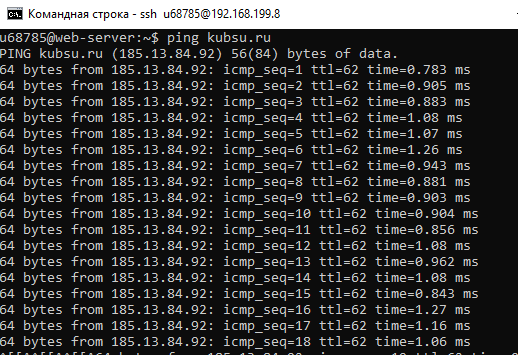 Командная строка - ssh u68785@192.168.199.8
u68785@web-server:~$ ping kubsu.ru
PING kubsu.ru (185.13.84.92) 56(84) bytes of data.
64 bytes from 185.13.84.92: icmp_seq=1 ttl=62 time=0.783 ms
64 bytes from 185.13.84.92: icmp_seq=2 ttl=62 time=0.905 ms
64 bytes from 185.13.84.92: icmp_seq=3 ttl=62 time=0.883 ms
64 bytes from 185.13.84.92: icmp_seq=4 ttl=62 time=1.08 ms
64 bytes from 185.13.84.92: icmp_seq=5 ttl=62 time=1.07 ms
64 bytes from 185.13.84.92: icmp_seq=6 ttl=62 time=1.26 ms
64 bytes from 185.13.84.92: icmp_seq=7 ttl=62 time=0.943 ms
64 bytes from 185.13.84.92: icmp_seq=8 ttl=62 time=0.881 ms
64 bytes from 185.13.84.92: icmp_seq=9 ttl=62 time=0.903 ms
64 bytes from 185.13.84.92: icmp_seq=10 ttl=62 time=0.904 ms
64 bytes from 185.13.84.92: icmp_seq=11 ttl=62 time=0.856 ms
64 bytes from 185.13.84.92: icmp_seq=12 ttl=62 time=1.08 ms
64 bytes from 185.13.84.92: icmp_seq=13 ttl=62 time=0.962 ms
64 bytes from 185.13.84.92: icmp_seq=14 ttl=62 time=1.08 ms
64 bytes from 185.13.84.92: icmp_seq=15 ttl=62 time=0.843 ms
64 bytes from 185.13.84.92: icmp_seq=16 ttl=62 time=1.27 ms
64 bytes from 185.13.84.92: icmp_seq=17 ttl=62 time=1.16 ms
64 bytes from 185.13.84.92: icmp_seq=18 ttl=62 time=1.06 ms